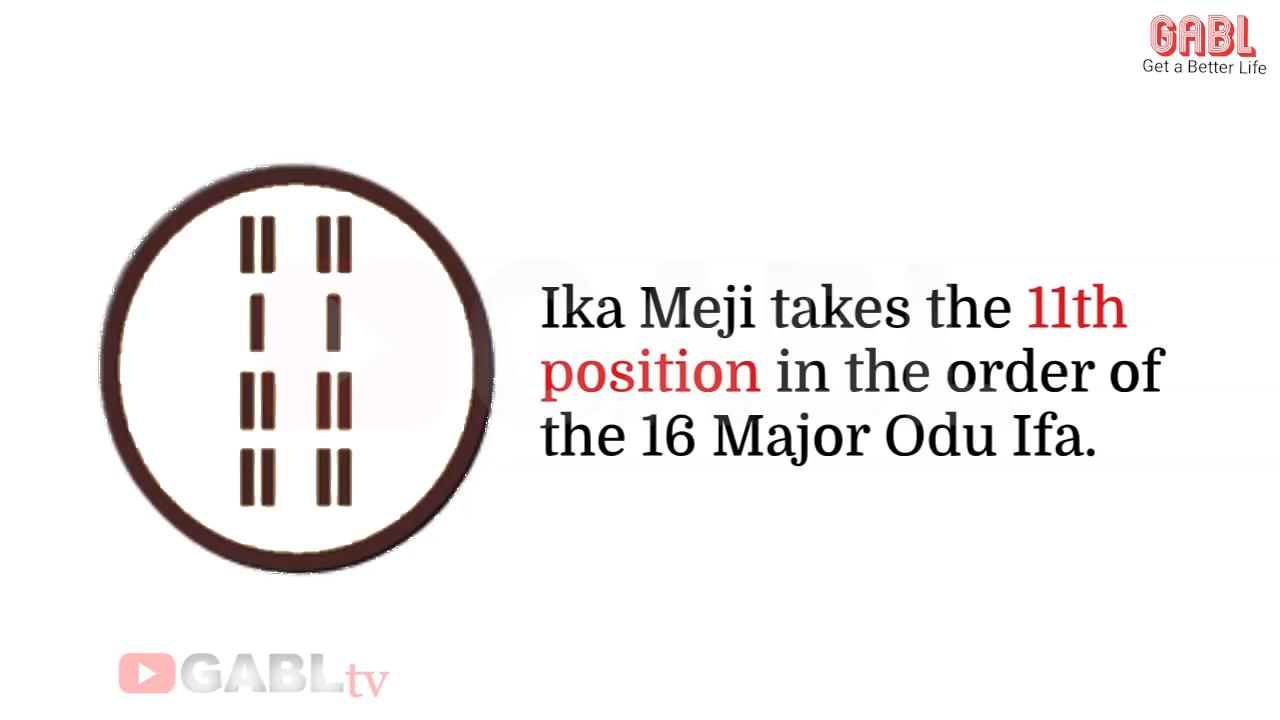 GABL
Get a Better Life
Ika Meji takes the 11th
position in the order of
the 16 Major Odu Ifa.
GABLtv